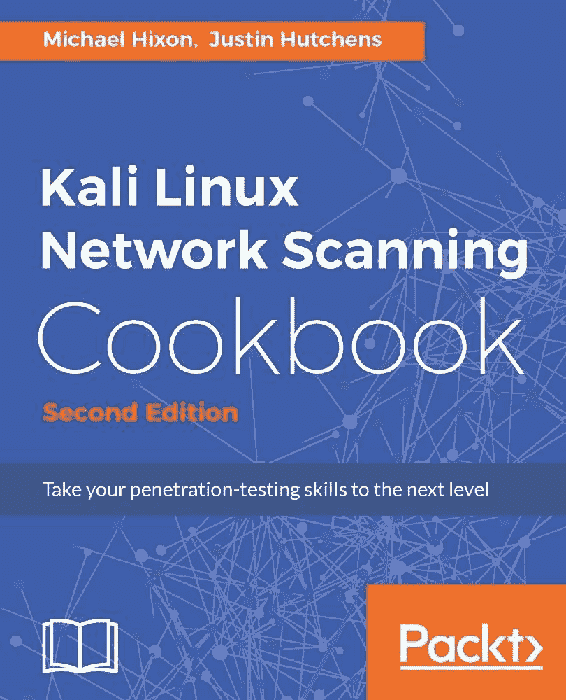 Michael Hixon, Justin Hutchens
Kali Linux
Network Scanning
Cookbook
Second Edition
Take your penetration-testing skills to the next level
Packt>